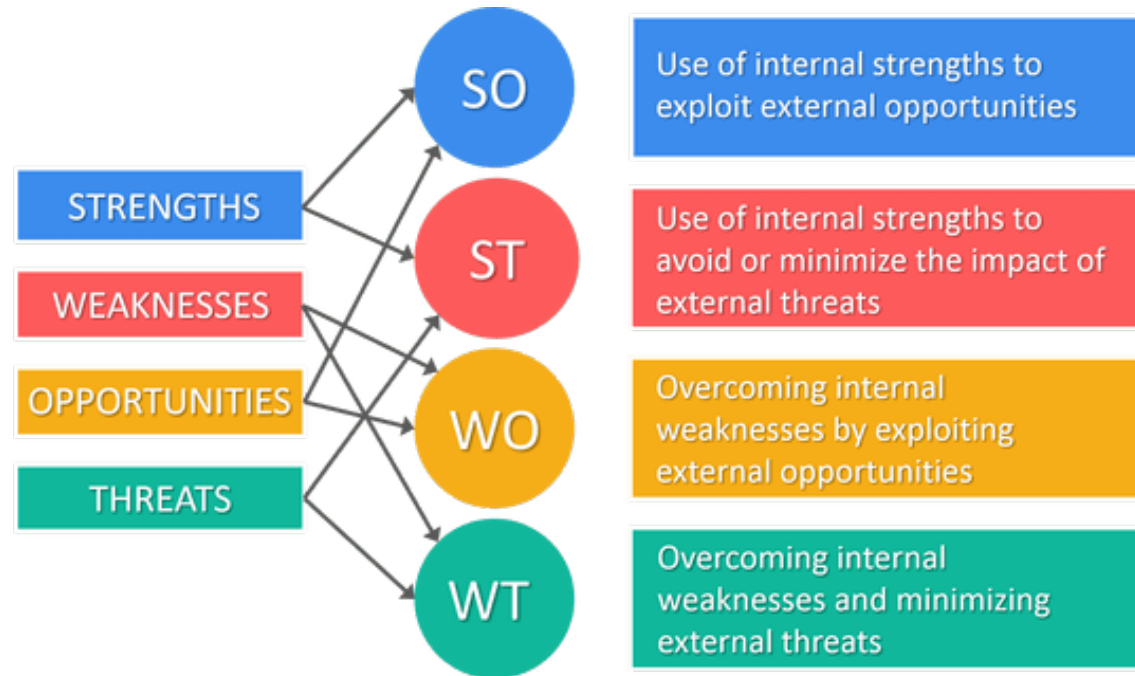 STRENGTHS
WEAKNESSES
OPPORTUNITIES
THREATS
SO
ST
WO
WT
Use of internal strengths to
exploit external opportunities
Use of internal strengths to
avoid or minimize the impact of
external threats
Overcoming internal
weaknesses by exploiting
external opportunities
Overcoming internal
weaknesses and minimizing
external threats